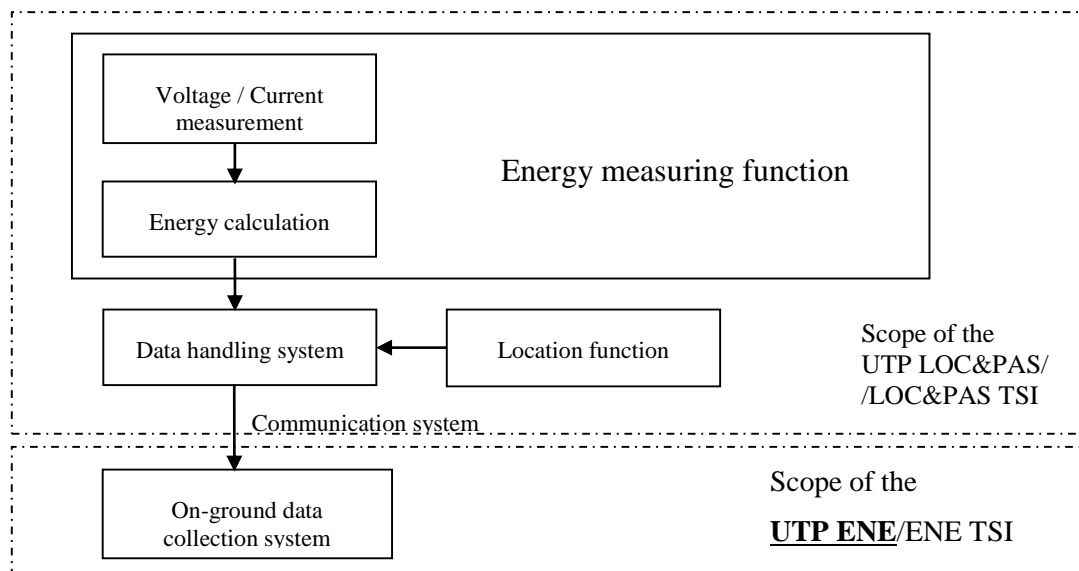 Voltage / Current
measurement
Energy measuring function
Energy calculation
Data handling system
Location function
Scope of the
UTP LOC&PAS/
/LOC&PAS TSI
Communication system
On-ground data
collection system
Scope of the
UTP ENE/ENE TSI